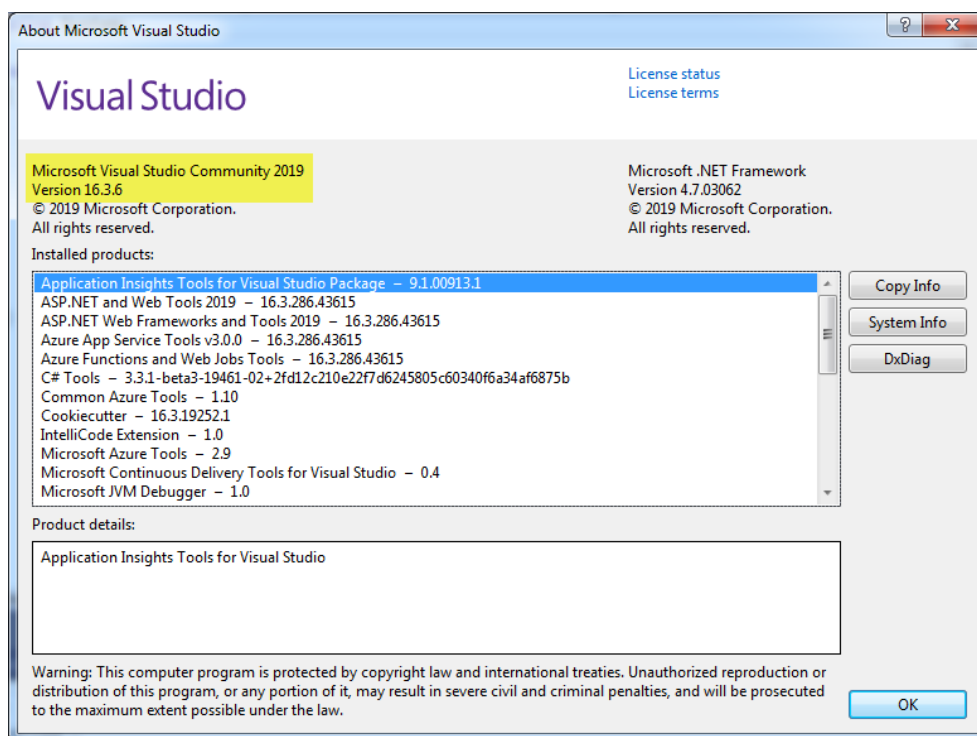 About Microsoft Visual Studio
Visual Studio
License status
License terms
Microsoft Visual Studio Community 2019
Version 16.3.6
© 2019 Microsoft Corporation.
All rights reserved.
Microsoft .NET Framework
Version 4.7.03062
© 2019 Microsoft Corporation.
All rights reserved.
Installed products:
Application Insights Tools for Visual Studio Package – 9.1.00913.1
ASP.NET and Web Tools 2019 – 16.3.286.43615
ASP.NET Web Frameworks and Tools 2019 – 16.3.286.43615
Azure App Service Tools v3.0.0 – 16.3.286.43615
Azure Functions and Web Jobs Tools – 16.3.286.43615
C# Tools – 3.3.1-beta3-19461-02+2fd12c210e22f7d6245805c60340f6a34af6875b
Common Azure Tools – 1.10
Cookiecutter – 16.3.19252.1
IntelliCode Extension – 1.0
Microsoft Azure Tools – 2.9
Microsoft Continuous Delivery Tools for Visual Studio – 0.4
Microsoft JVM Debugger – 1.0
Copy Info
System Info
DxDiag
Product details:
Application Insights Tools for Visual Studio
Warning: This computer program is protected by copyright law and international treaties. Unauthorized reproduction or
distribution of this program, or any portion of it, may result in severe civil and criminal penalties, and will be prosecuted
to the maximum extent possible under the law.
OK